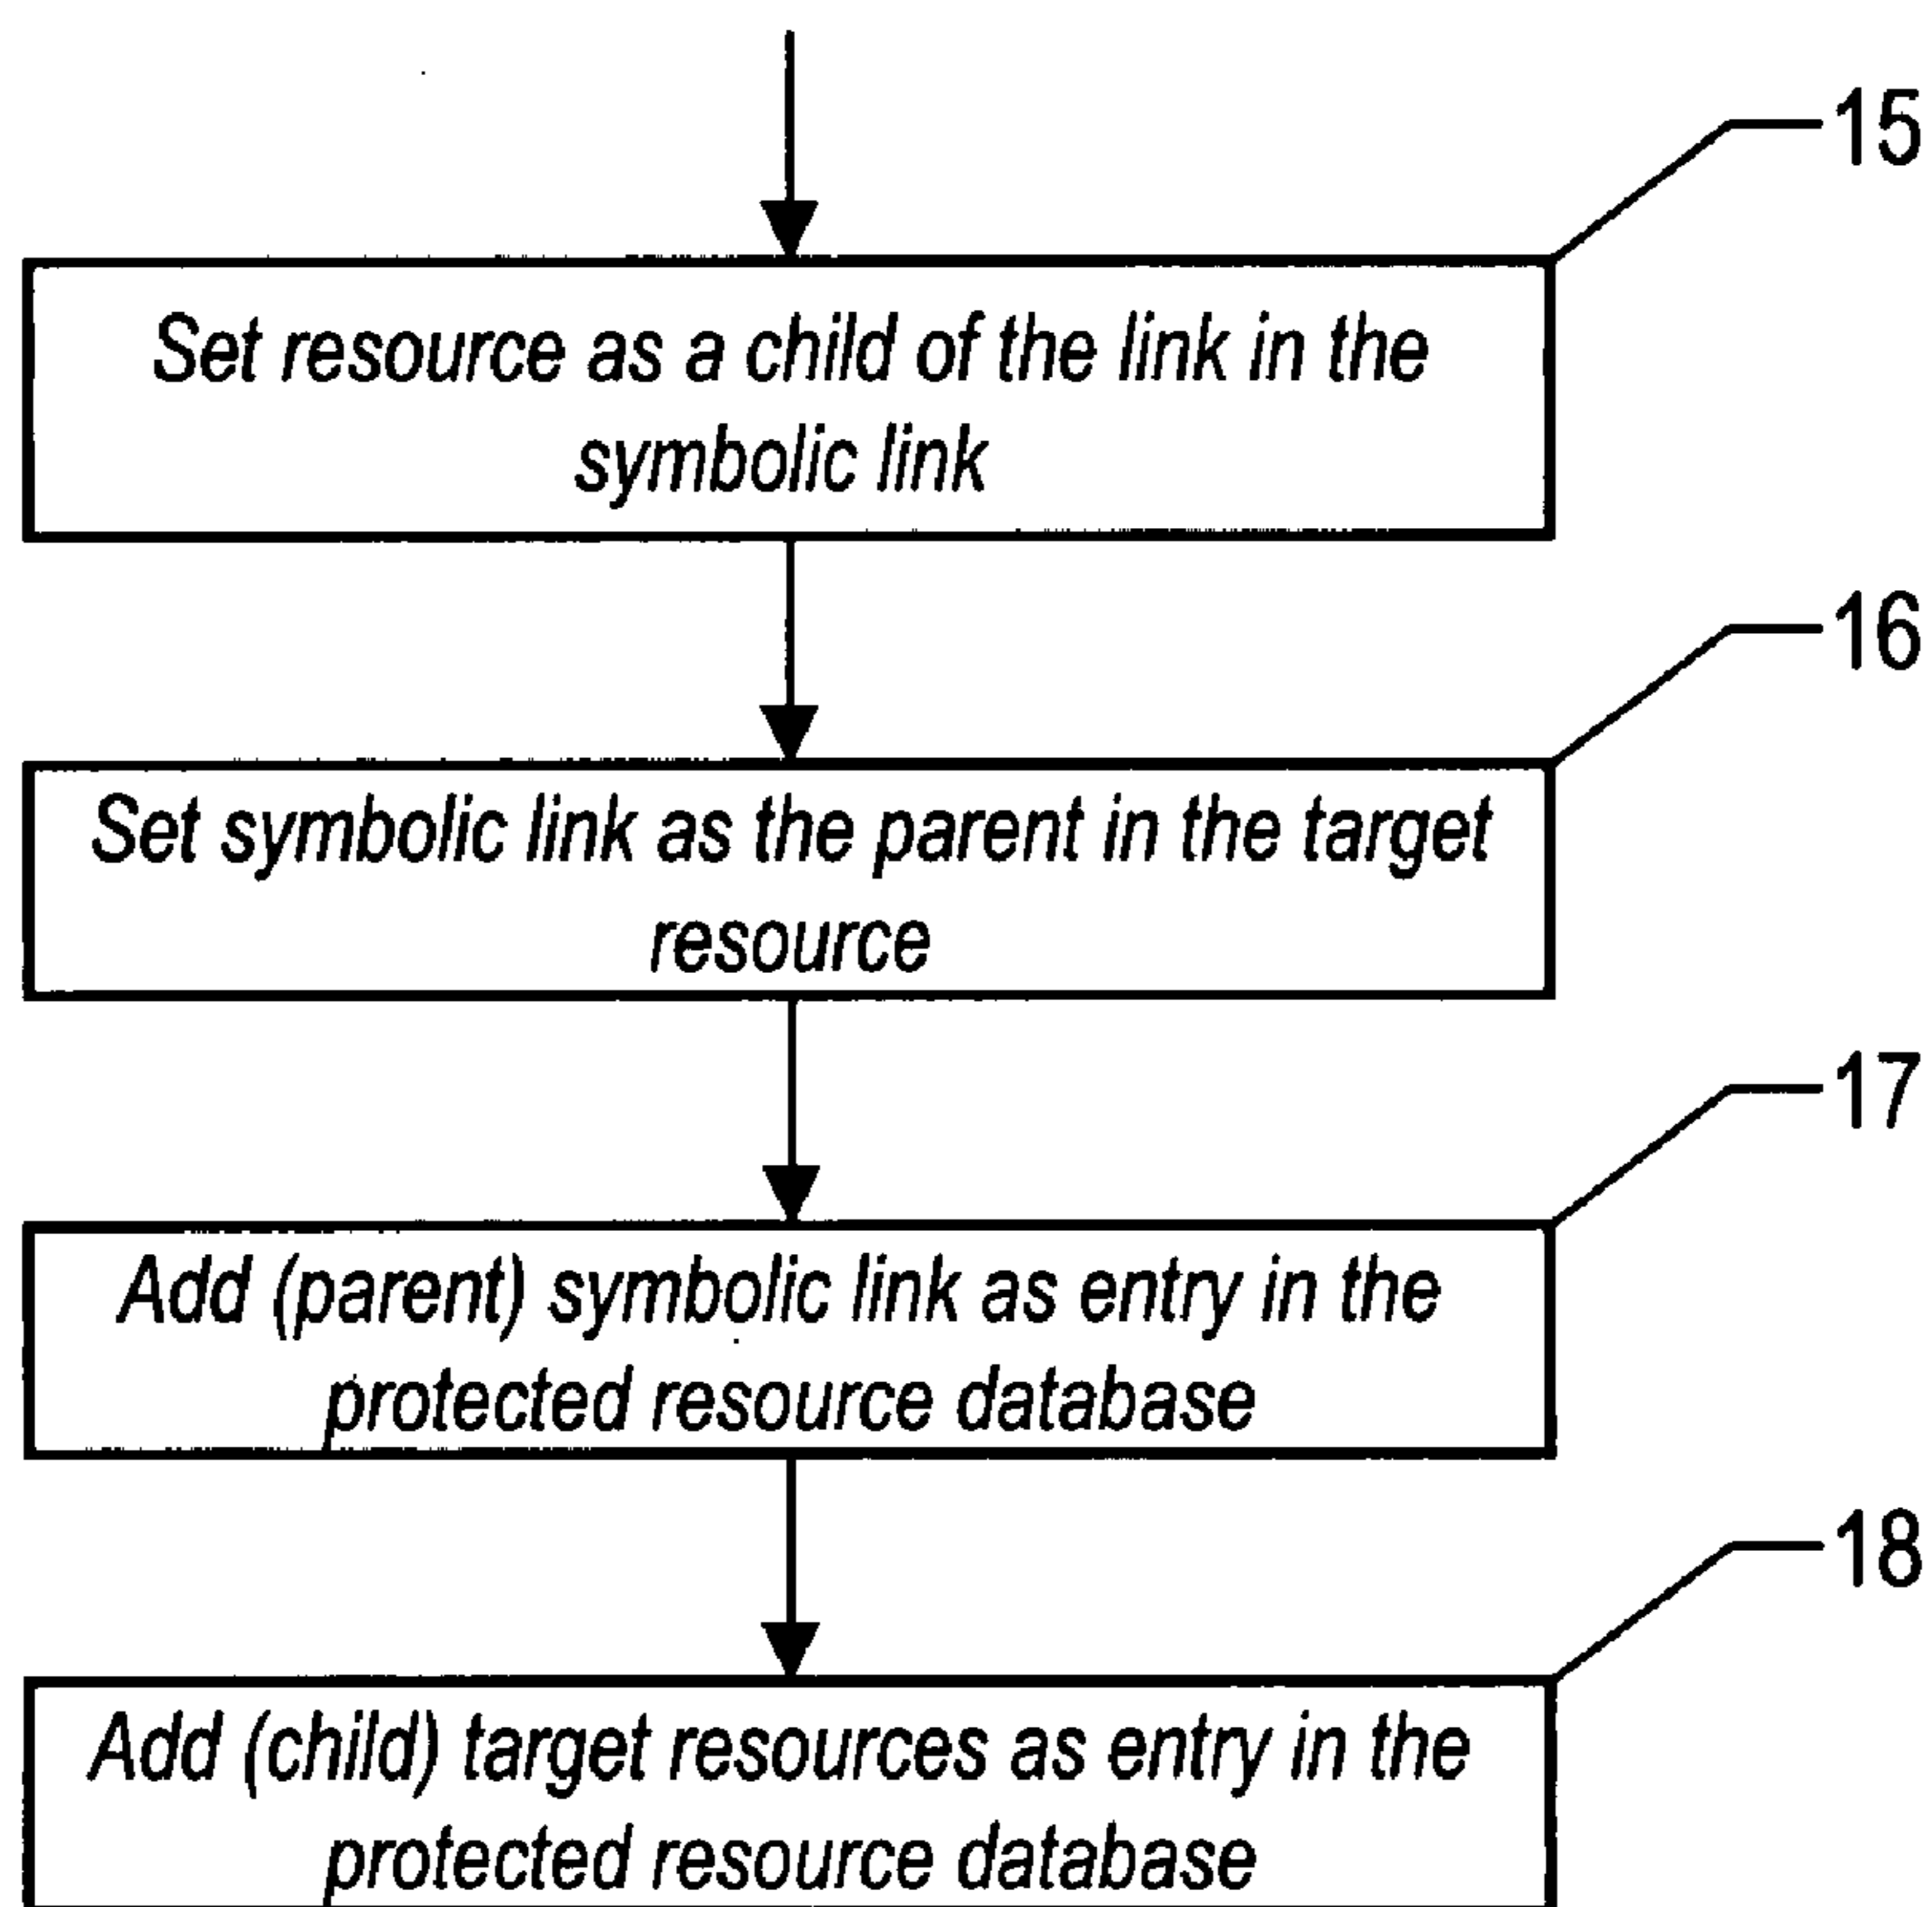 15
Set resource as a child of the link in the
symbolic link
16
Set symbolic link as the parent in the target
resource
17
Add (parent) symbolic link as entry in the
protected resource database
18
Add (child) target resources as entry in the
protected resource database